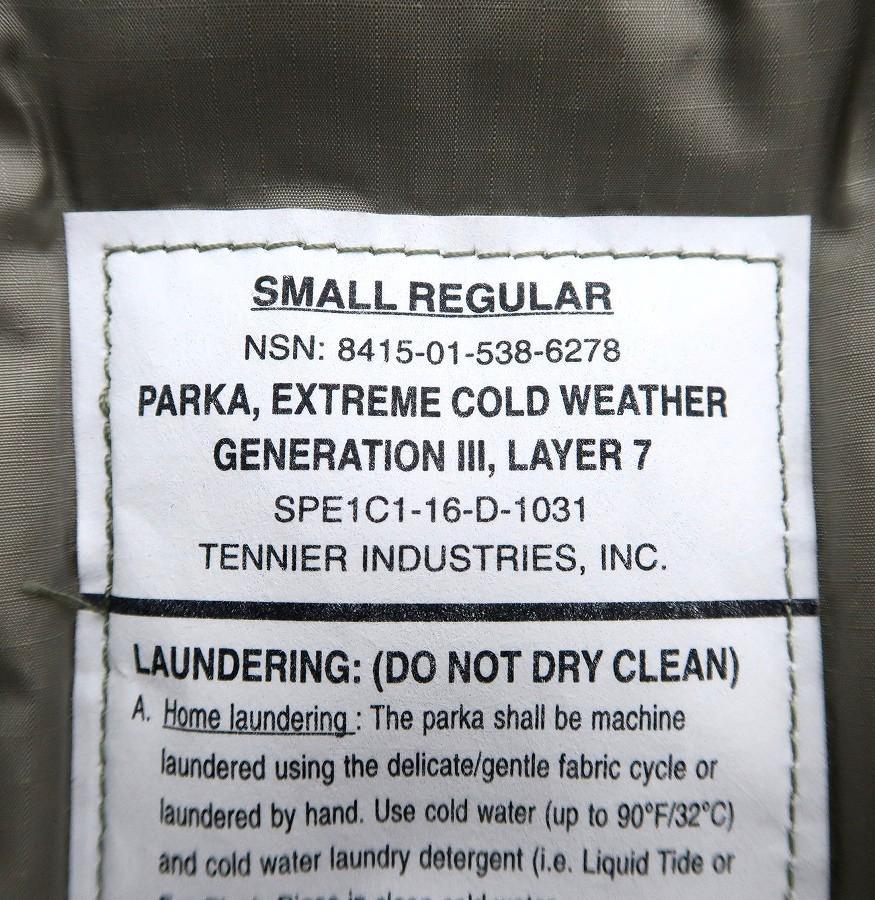 SMALL REGULAR
NSN: 8415-01-538-6278
PARKA, EXTREME COLD WEATHER
GENERATION III, LAYER 7
SPE1C1-16-D-1031
TENNIER INDUSTRIES, INC.
LAUNDERING: (DO NOT DRY CLEAN)
A. Home laundering : The parka shall be machine
laundered using the delicate/gentle fabric cycle or
laundered by hand. Use cold water (up to 90°F/32°C)
and cold water laundry detergent (i.e. Liquid Tide or